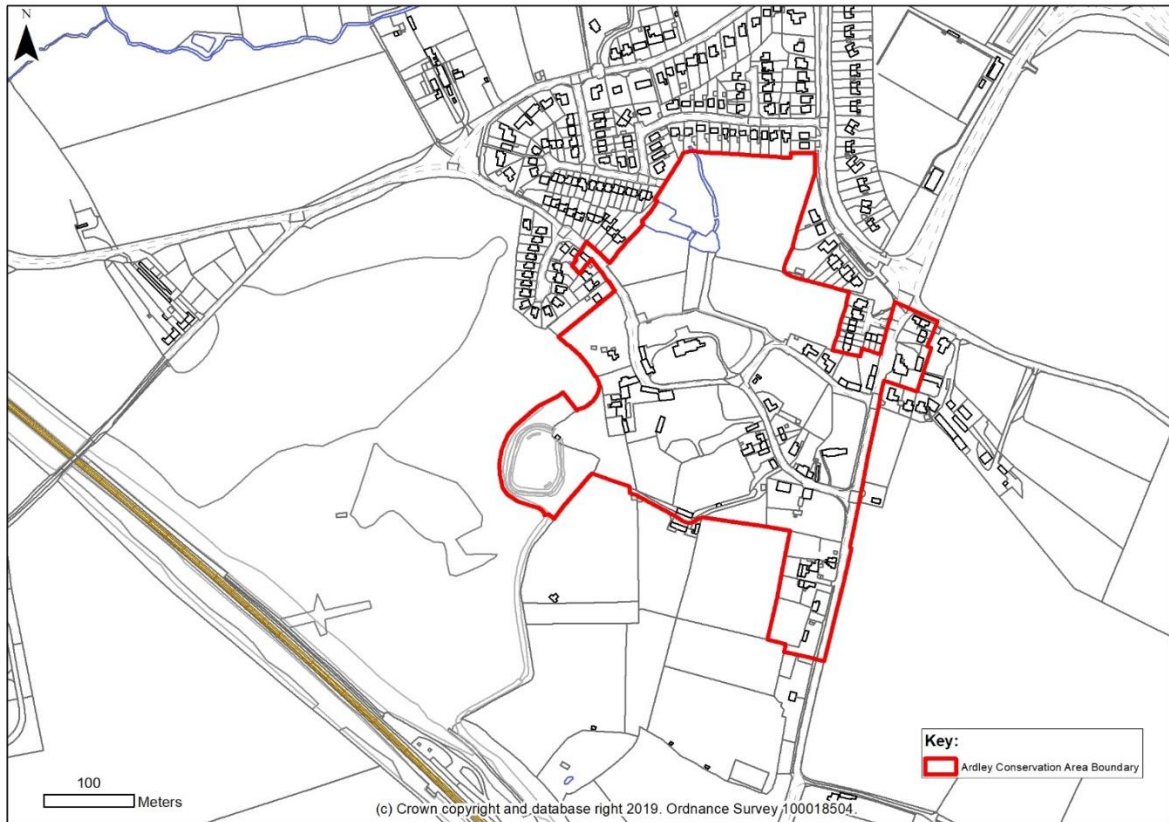 N
Key:
Ardley Conservation Area Boundary
100
Meters
(c) Crown copyright and database right 2019. Ordnance Survey 100018504.